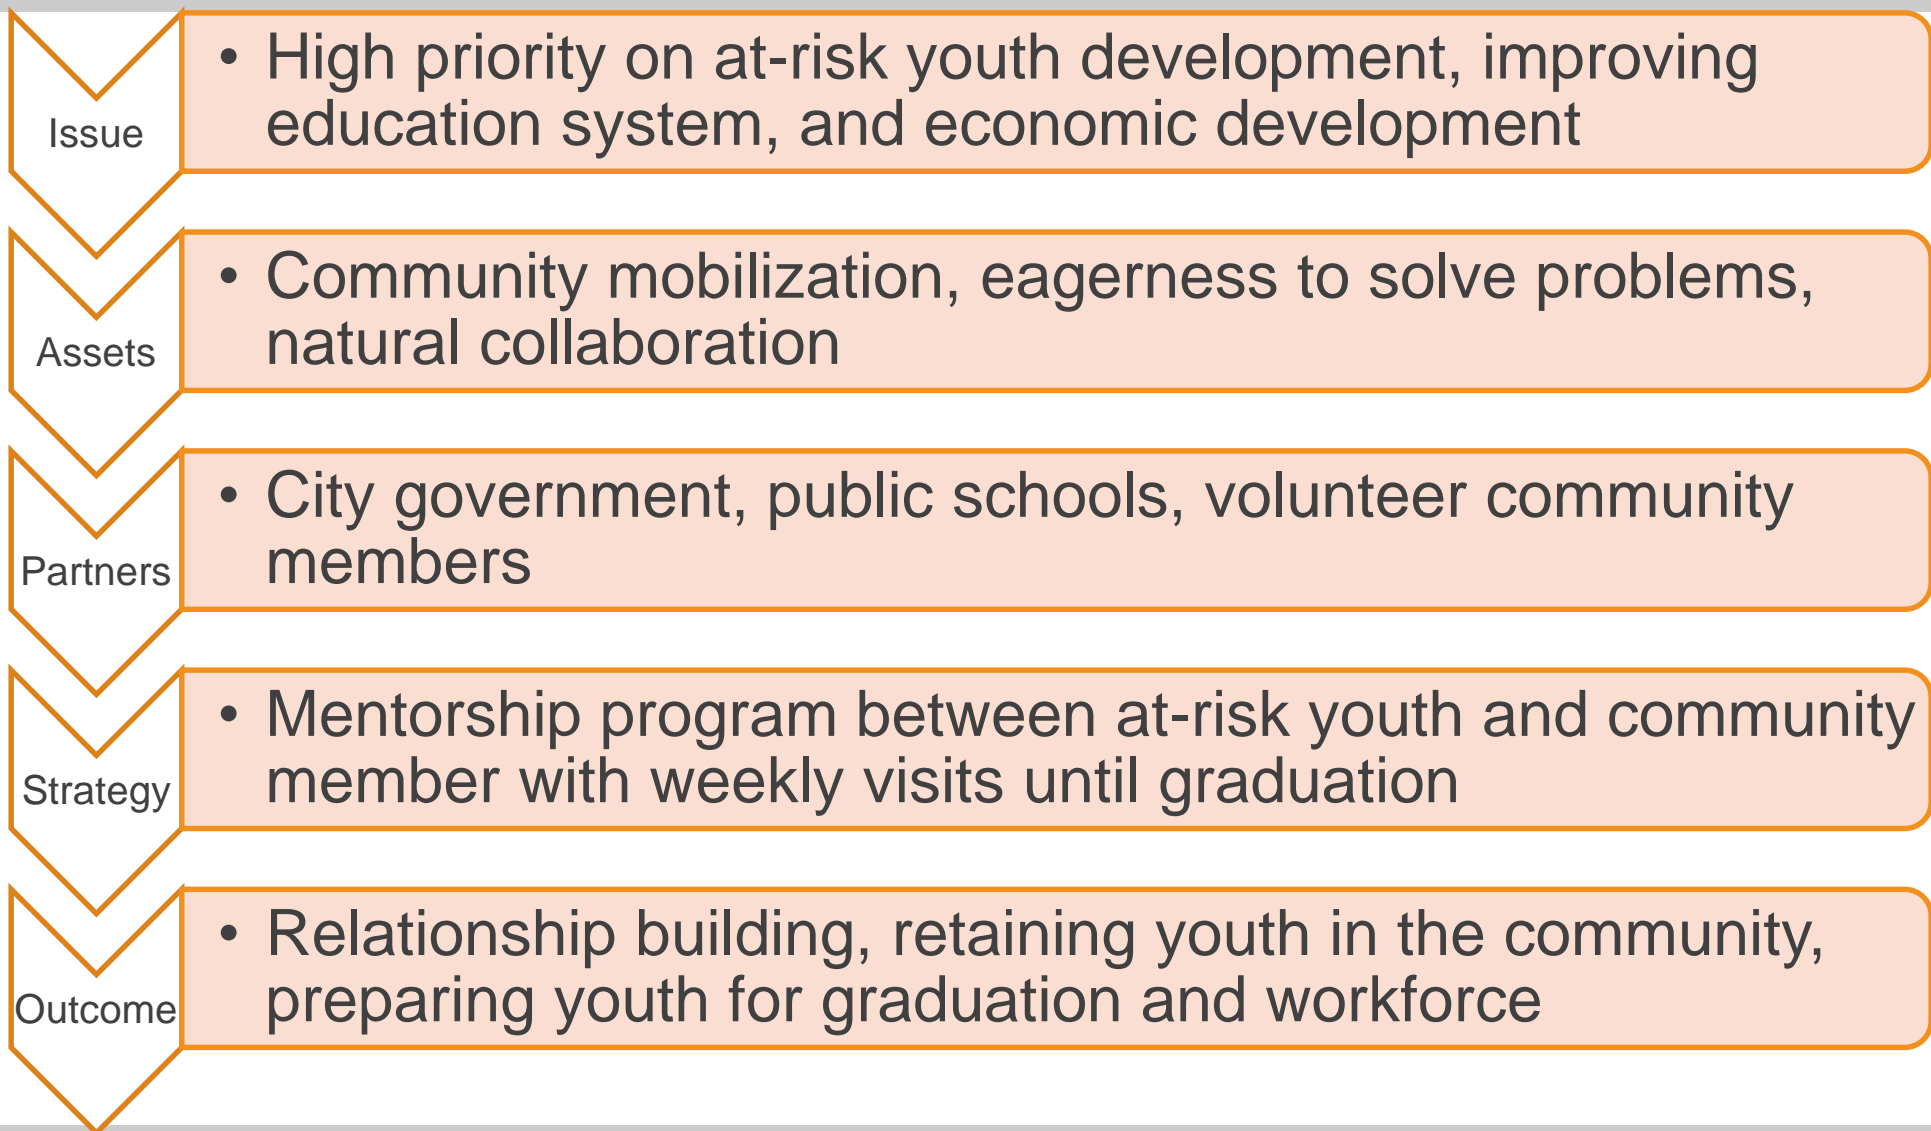 Issue
• High priority on at-risk youth development, improving
education system, and economic development
Assets
• Community mobilization, eagerness to solve problems,
natural collaboration
Partners
• City government, public schools, volunteer community
members
Strategy
• Mentorship program between at-risk youth and community
member with weekly visits until graduation
Outcome
• Relationship building, retaining youth in the community,
preparing youth for graduation and workforce